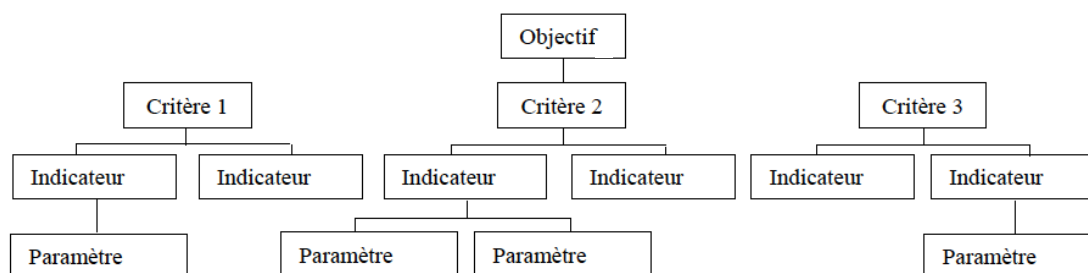 Objectif
Critère 1 Critère 2 Critère 3
Indicateur Indicateur Indicateur Indicateur Indicateur Indicateur
Paramètre Paramètre Paramètre Paramètre